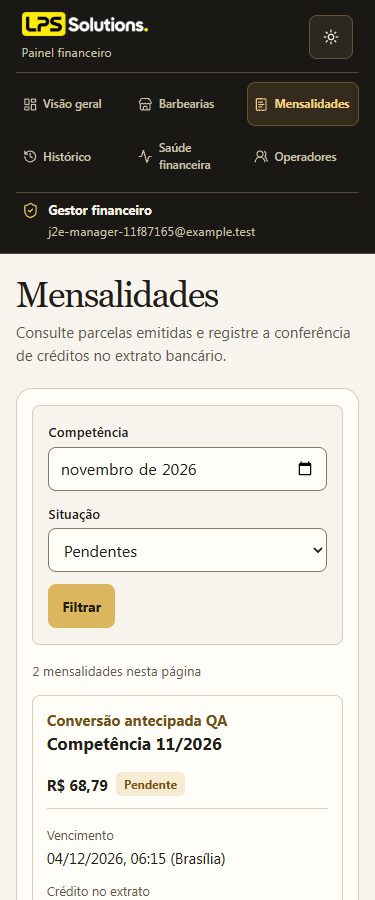 LPS Solutions.
Painel financeiro
Visão geral
Barbearias
Mensalidades
Histórico
Saúde
financeira
Operadores
Gestor financeiro
j2e-manager-11f87165@example.test
Mensalidades
Consulte parcelas emitidas e registre a conferência
de créditos no extrato bancário.
Competência
novembro de 2026
Situação
Pendentes
Filtrar
2 mensalidades nesta página
Conversão antecipada QA
Competência 11/2026
R$ 68,79 Pendente
Vencimento
04/12/2026, 06:15 (Brasília)
Crédito no extrato